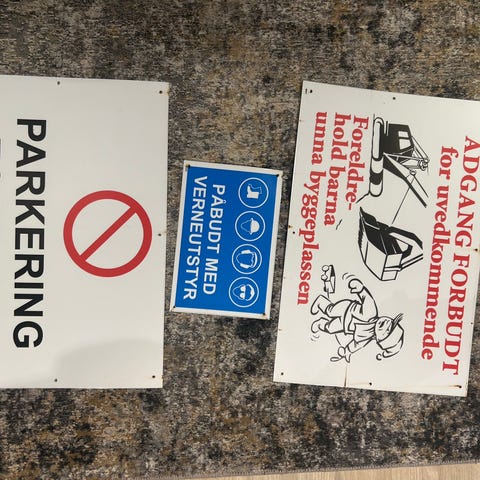 PARKERING
PÅBUDT MED
VERNEUTSTYR
ADGANG FORBUDT
for uvedkommende
Foreldre-
hold barna
unna byggeplassen